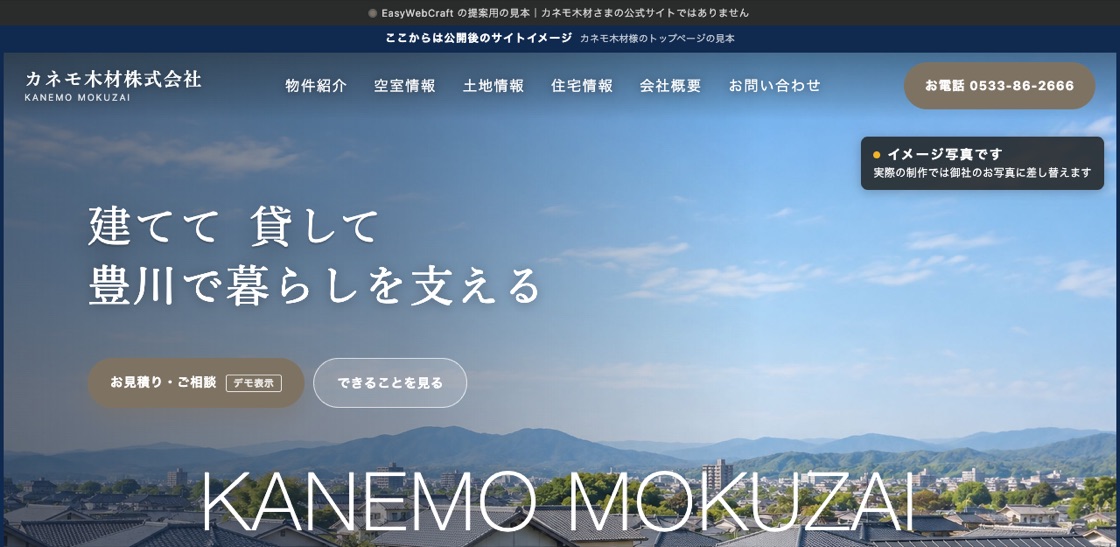 EasyWebCraft の提案用の見本｜カネモ木材さまの公式サイトではありません
ここからは公開後のサイトイメージ カネモ木材様のトップページの見本
カネモ木材株式会社
KANEMO MOKUZAI
物件紹介 空室情報 土地情報 住宅情報 会社概要 お問い合わせ
お電話 0533-86-2666
イメージ写真です
実際の制作では御社のお写真に差し替えます
建てて 貸して
豊川で暮らしを支える
お見積り・ご相談 デモ表示
できることを見る
KANEMO MOKUZAI